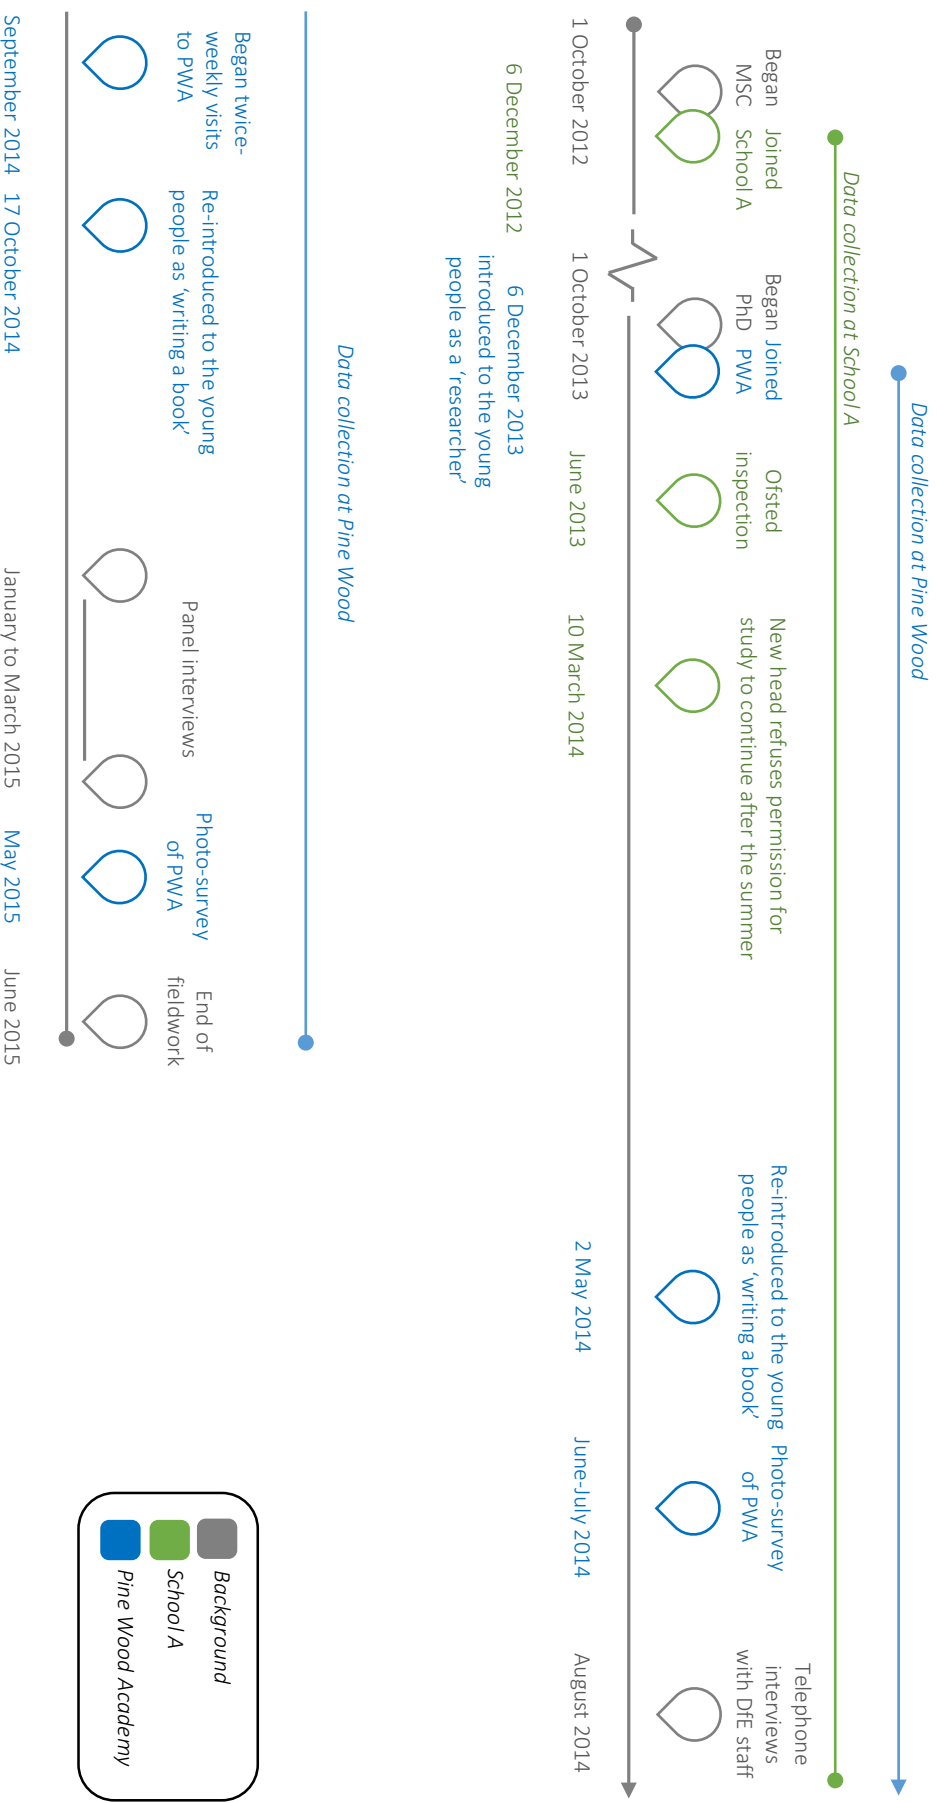 Data collection at Pine Wood
Data collection at School A
Began
MSC
Joined
School A
Began
PhD
Joined
PWA
Ofsted
inspection
New head refuses permission for
study to continue after the summer
Re-introduced to the young
people as ‘writing a book’
Photo-survey
of PWA
Telephone
interviews
with DfE staff
1 October 2012
6 December 2012
1 October 2013
6 December 2013
introduced to the young
people as a ‘researcher’
June 2013
10 March 2014
2 May 2014
June-July 2014
August 2014
Data collection at Pine Wood
Began twice-
weekly visits
to PWA
Re-introduced to the young
people as ‘writing a book’
Panel interviews
Photo-survey
of PWA
End of
fieldwork
September 2014
17 October 2014
January to March 2015
May 2015
June 2015
Background
School A
Pine Wood Academy